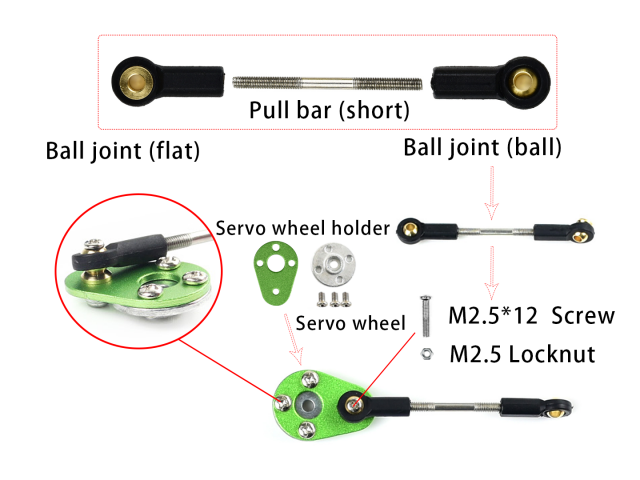 Pull bar (short)
Ball joint (flat)
Ball joint (ball)
Servo wheel holder
Servo wheel
M2.5*12 Screw
M2.5 Locknut